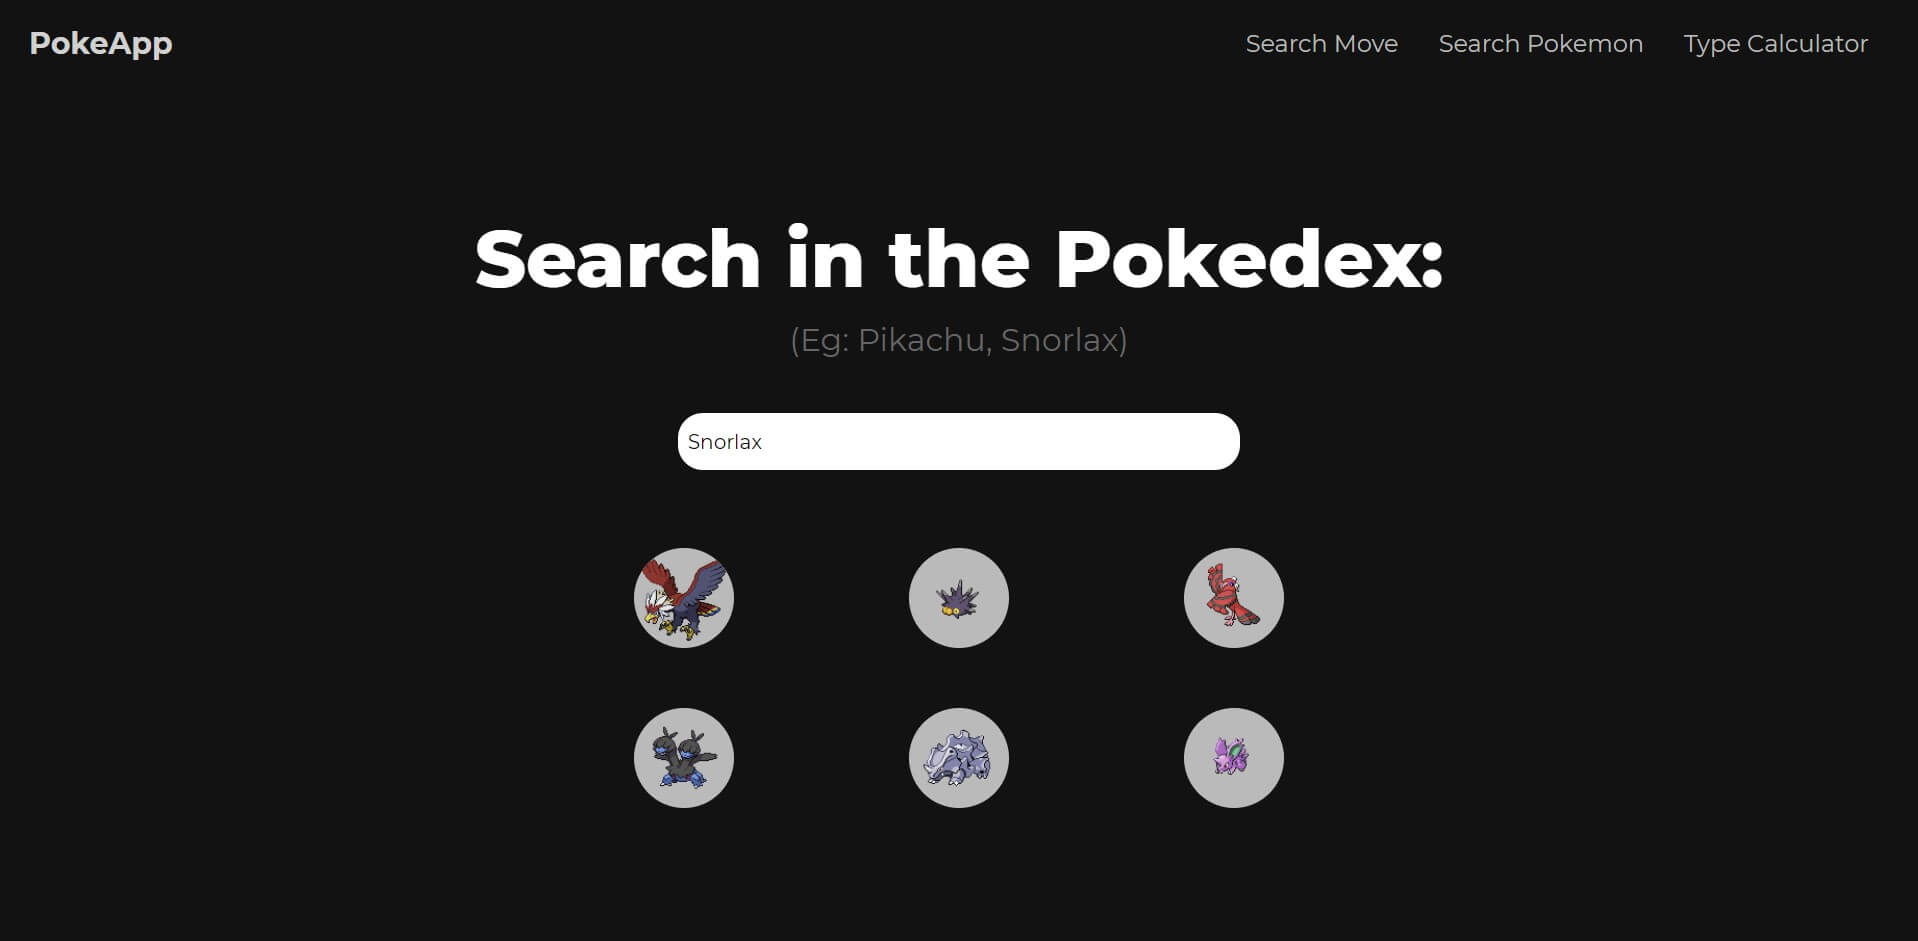 PokeApp
Search Move
Search Pokemon
Type Calculator
Search in the Pokedex:
(Eg: Pikachu, Snorlax)
Snorlax